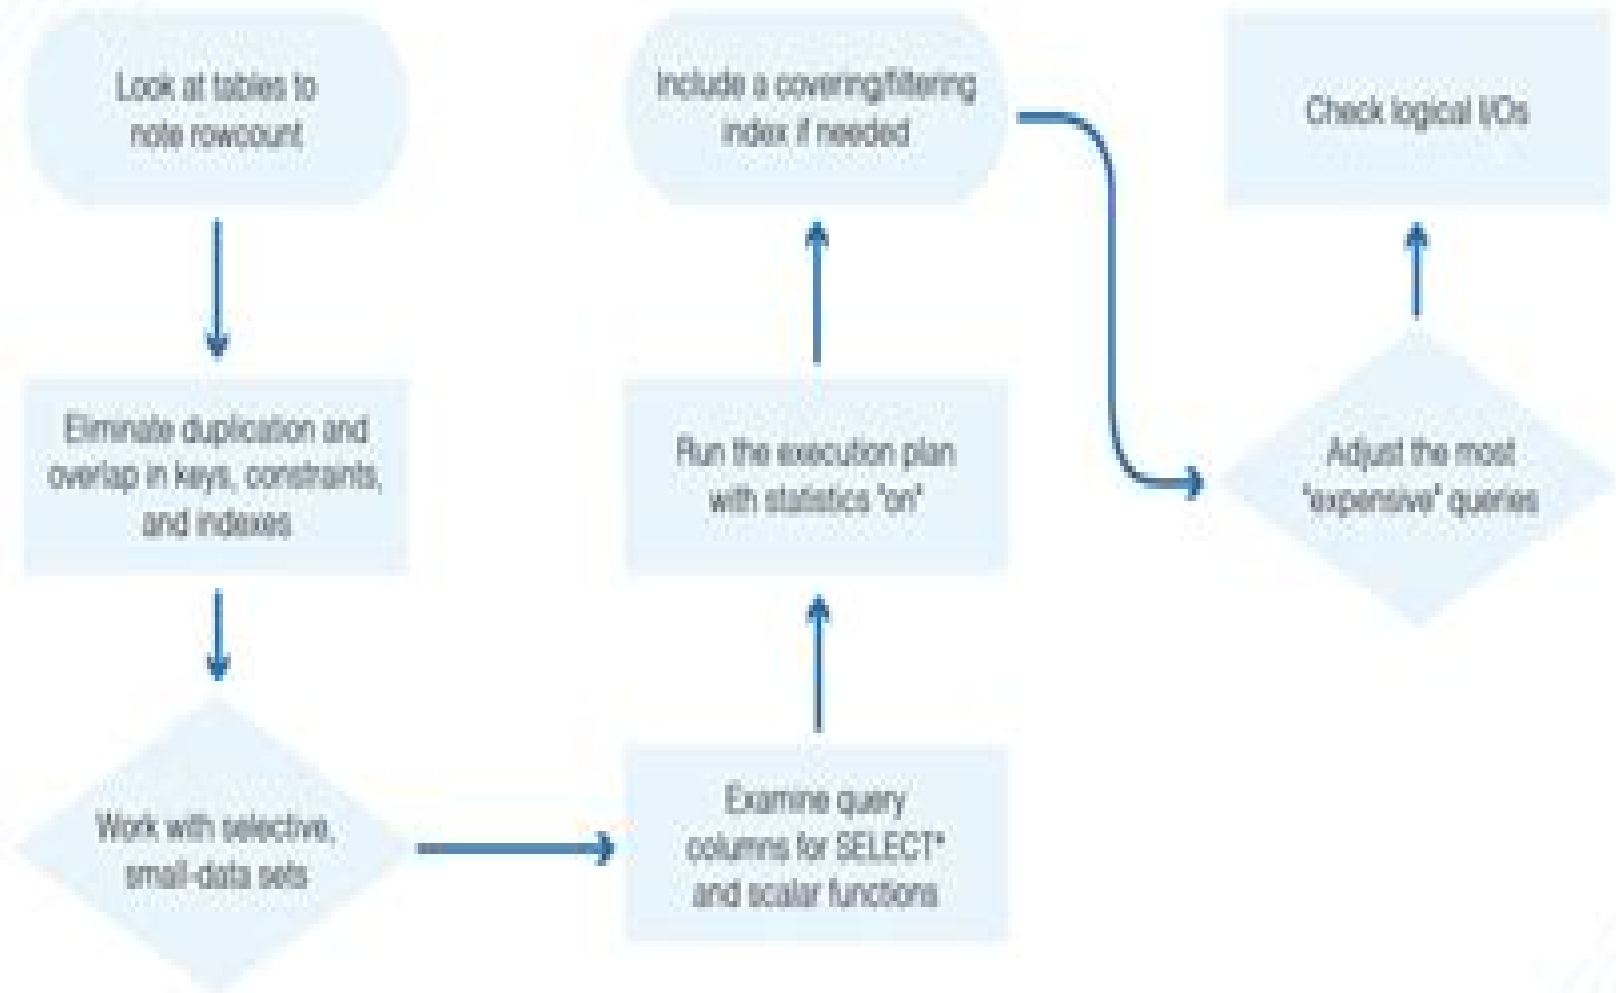 Look at tables to
note rowcount
Eliminate duplication and
overlap in keys, constraints,
and indexes
Work with selective,
small-data sets
Examine query
columns for SELECT*
and scalar functions
Run the execution plan
with statistics "on"
Include a covering/filtering
index if needed
Adjust the most
"expensive" queries
Check logical I/Os